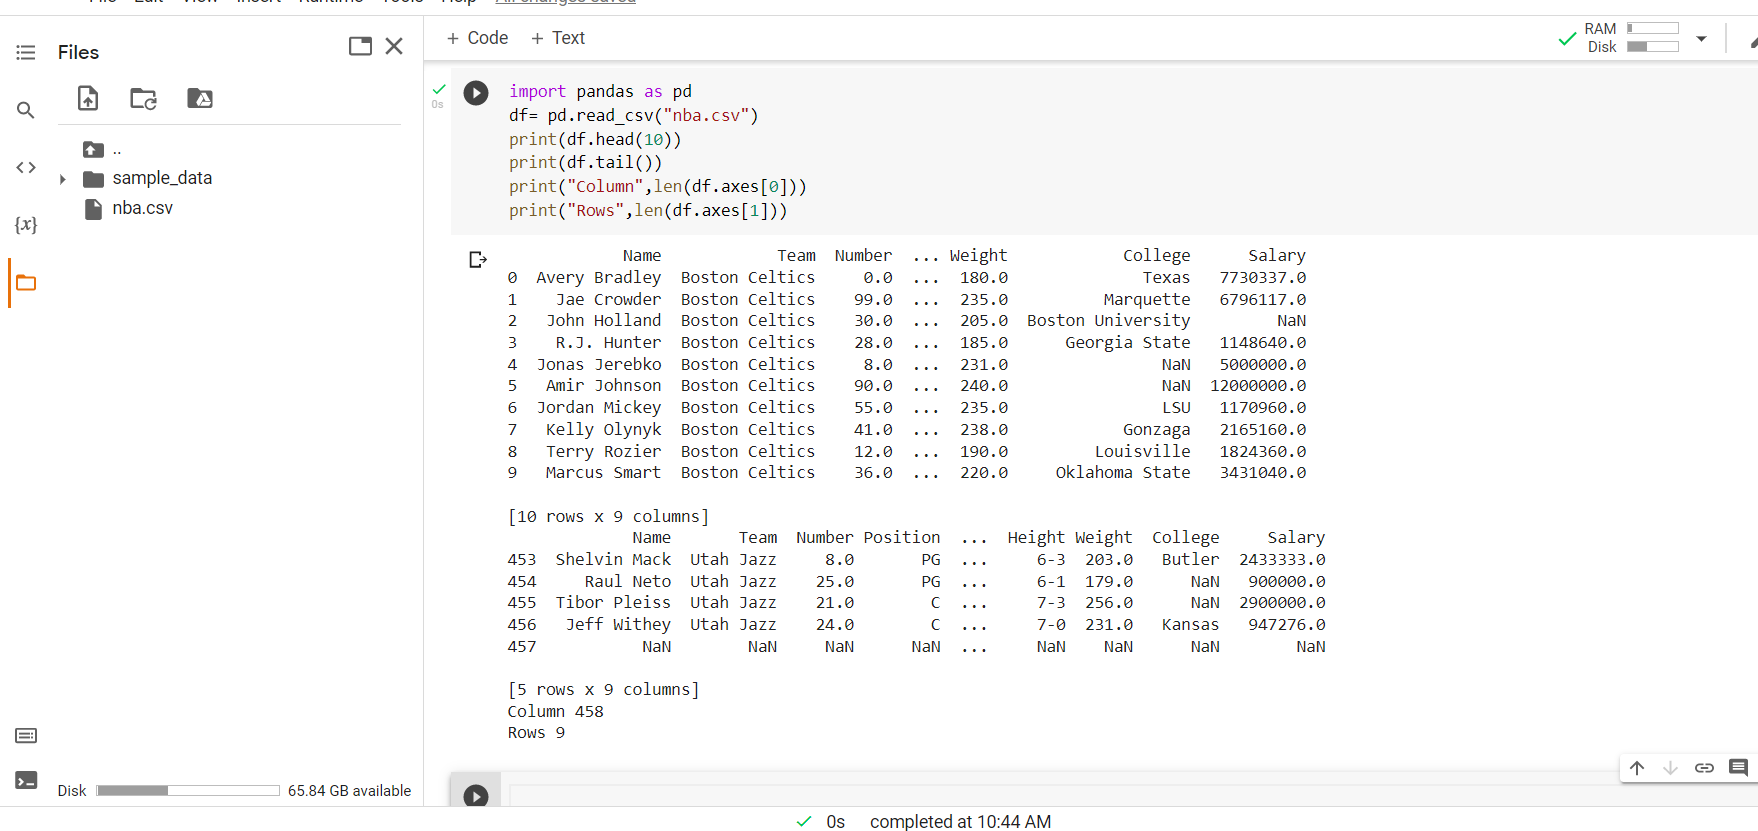 File Edit View Insert Runtime Tools Help All changes saved
Files
..
sample_data
nba.csv
Disk 65.84 GB available
+ Code + Text
RAM
Disk
0s
import pandas as pd
df= pd.read_csv("nba.csv")
print(df.head(10))
print(df.tail())
print("Column",len(df.axes[0]))
print("Rows",len(df.axes[1]))
Name Team Number ... Weight College Salary
0 Avery Bradley Boston Celtics 0.0 ... 180.0 Texas 7730337.0
1 Jae Crowder Boston Celtics 99.0 ... 235.0 Marquette 6796117.0
2 John Holland Boston Celtics 30.0 ... 205.0 Boston University NaN
3 R.J. Hunter Boston Celtics 28.0 ... 185.0 Georgia State 1148640.0
4 Jonas Jerebko Boston Celtics 8.0 ... 231.0 NaN 5000000.0
5 Amir Johnson Boston Celtics 90.0 ... 240.0 NaN 12000000.0
6 Jordan Mickey Boston Celtics 55.0 ... 235.0 LSU 1170960.0
7 Kelly Olynyk Boston Celtics 41.0 ... 238.0 Gonzaga 2165160.0
8 Terry Rozier Boston Celtics 12.0 ... 190.0 Louisville 1824360.0
9 Marcus Smart Boston Celtics 36.0 ... 220.0 Oklahoma State 3431040.0
[10 rows x 9 columns]
Name Team Number Position ... Height Weight College Salary
453 Shelvin Mack Utah Jazz 8.0 PG ... 6-3 203.0 Butler 2433333.0
454 Raul Neto Utah Jazz 25.0 PG ... 6-1 179.0 NaN 900000.0
455 Tibor Pleiss Utah Jazz 21.0 C ... 7-3 256.0 NaN 2900000.0
456 Jeff Withey Utah Jazz 24.0 C ... 7-0 231.0 Kansas 947276.0
457 NaN NaN NaN NaN ... NaN NaN NaN NaN
[5 rows x 9 columns]
Column 458
Rows 9
0s completed at 10:44 AM